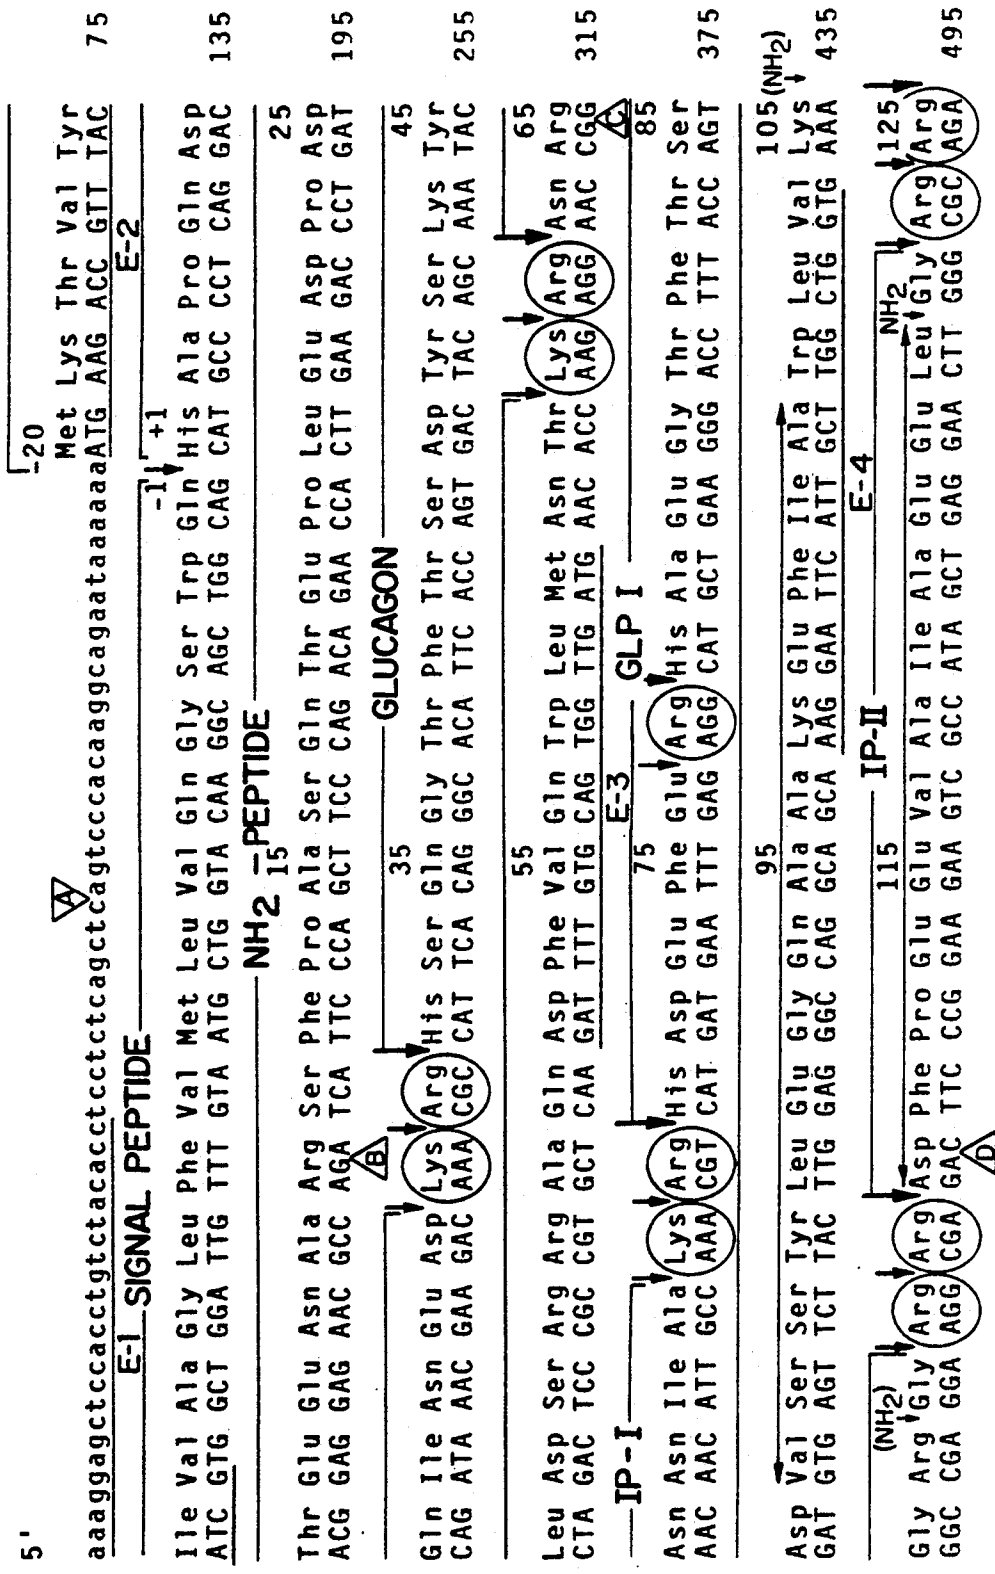 5'
-20
Met Lys Thr Val Tyr
A
aaaggagctccacctgtctacacctcctctcagctcagtcccacaaggcagaataaaaaaATG AAG ACC GTT TAC 75
E-1 SIGNAL PEPTIDE -1 +1 E-2
Ile Val Ala Gly Leu Phe Val Met Leu Val Gln Gly Ser Trp Gln His Ala Pro Gln Asp
ATC GTG GCT GGA TTG TTT GTA ATG CTG GTA CAA GGC AGC TGG CAG CAT GCC CCT CAG GAC 135
NH2-PEPTIDE
15 25
Thr Glu Glu Asn Ala Arg Ser Phe Pro Ala Ser Gln Thr Glu Pro Leu Glu Asp Pro Asp
ACG GAG GAG AAC GCC AGA TCA TTC CCA GCT TCC CAG ACA GAA CCA CTT GAA GAC CCT GAT 195
B
GLUCAGON
35 45
Gln Ile Asn Glu Asp Lys Arg His Ser Gln Gly Thr Phe Thr Ser Asp Tyr Ser Lys Tyr
CAG ATA AAC GAA GAC AAA CGC CAT TCA CAG GGC ACA TTC ACC AGT GAC TAC AGC AAA TAC 255
55 65
Leu Asp Ser Arg Arg Ala Gln Asp Phe Val Gln Trp Leu Met Asn Thr Lys Arg Asn Arg
CTA GAC TCC CGC CGT GCT CAA GAT TTT GTG CAG TGG TTG ATG AAC ACC AAG AGG AAC CGG 315
C
IP-I E-3 GLP I
75 85
Asn Asn Ile Ala Lys Arg His Asp Glu Phe Glu Arg His Ala Glu Gly Thr Phe Thr Ser
AAC AAC ATT GCC AAA CGT CAT GAT GAA TTT GAG AGG CAT GCT GAA GGG ACC TTT ACC AGT 375
95 105 (NH2)
Asp Val Ser Ser Tyr Leu Glu Gly Gln Ala Ala Lys Glu Phe Ile Ala Trp Leu Val Lys
GAT GTG AGT TCT TAC TTG GAG GGC CAG GCA GCA AAG GAA TTC ATT GCT TGG CTG GTG AAA 435
E-4
IP-II
(NH2) 115 NH2 125
Gly Arg Gly Arg Arg Asp Phe Pro Glu Glu Val Ala Ile Ala Glu Glu Leu Gly Arg Arg
GGC CGA GGA AGG CGA GAC TTC CCG GAA GAA GTC GCC ATA GCT GAG GAA CTT GGG CGC AGA 495
D